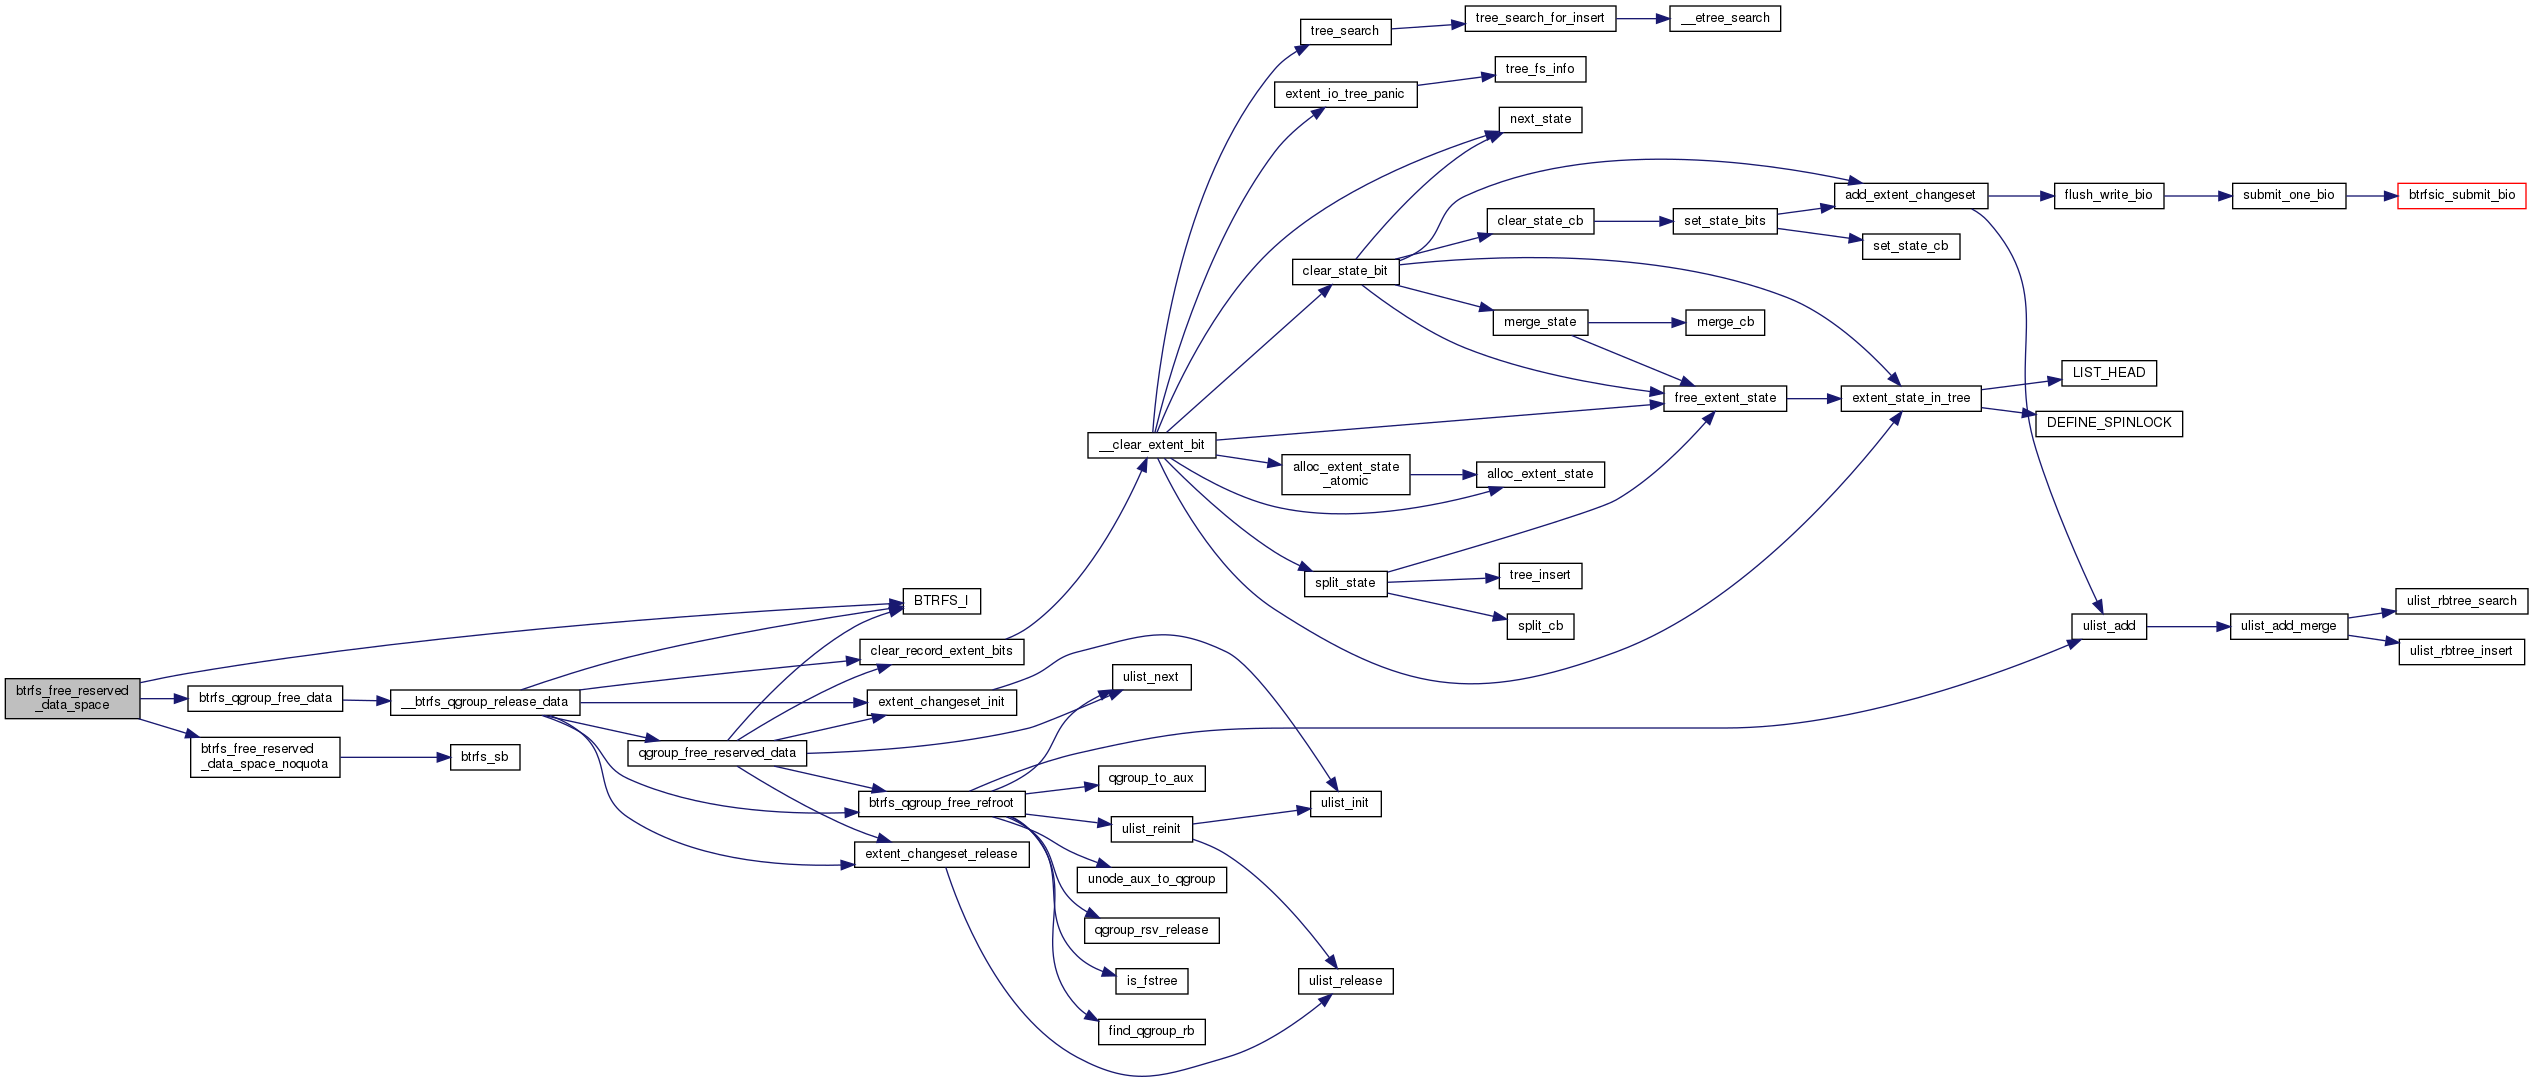 btrfs_free_reserved
_data_space
btrfs_qgroup_free_data
btrfs_free_reserved
_data_space_noquota
__btrfs_qgroup_release_data
btrfs_sb
qgroup_free_reserved_data
BTRFS_I
clear_record_extent_bits
extent_changeset_init
btrfs_qgroup_free_refroot
extent_changeset_release
__clear_extent_bit
ulist_next
qgroup_to_aux
ulist_reinit
unode_aux_to_qgroup
qgroup_rsv_release
is_fstree
find_qgroup_rb
tree_search
extent_io_tree_panic
clear_state_bit
alloc_extent_state
_atomic
split_state
ulist_init
ulist_release
tree_search_for_insert
tree_fs_info
next_state
clear_state_cb
merge_state
alloc_extent_state
tree_insert
split_cb
__etree_search
set_state_bits
merge_cb
free_extent_state
add_extent_changeset
set_state_cb
extent_state_in_tree
flush_write_bio
LIST_HEAD
DEFINE_SPINLOCK
ulist_add
submit_one_bio
ulist_add_merge
btrfsic_submit_bio
ulist_rbtree_search
ulist_rbtree_insert